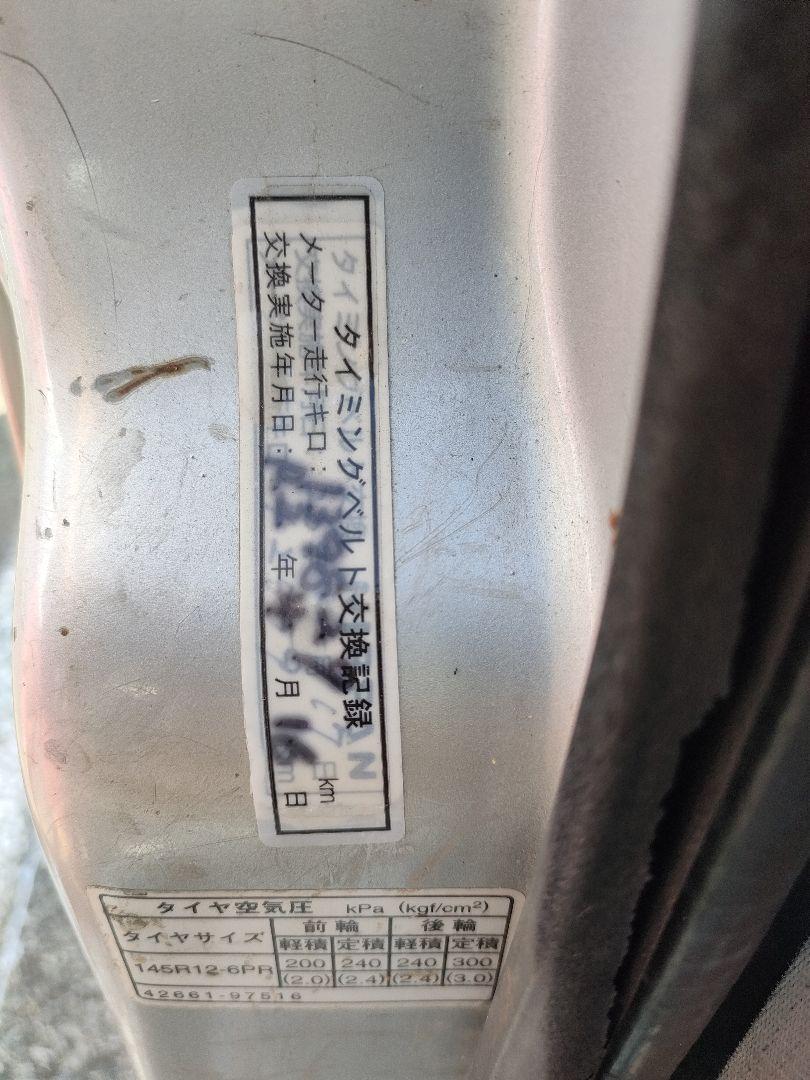 タイミングベルト交換記録
メーター走行キロ: km
交換実施年月日: 年 月 16 日
タイヤ空気圧 kPa (kgf/cm²)
タイヤサイズ 前輪 後輪
軽積 定積 軽積 定積
145R12-6PR 200 240 240 300
(2.0) (2.4) (2.4) (3.0)
42661-97516